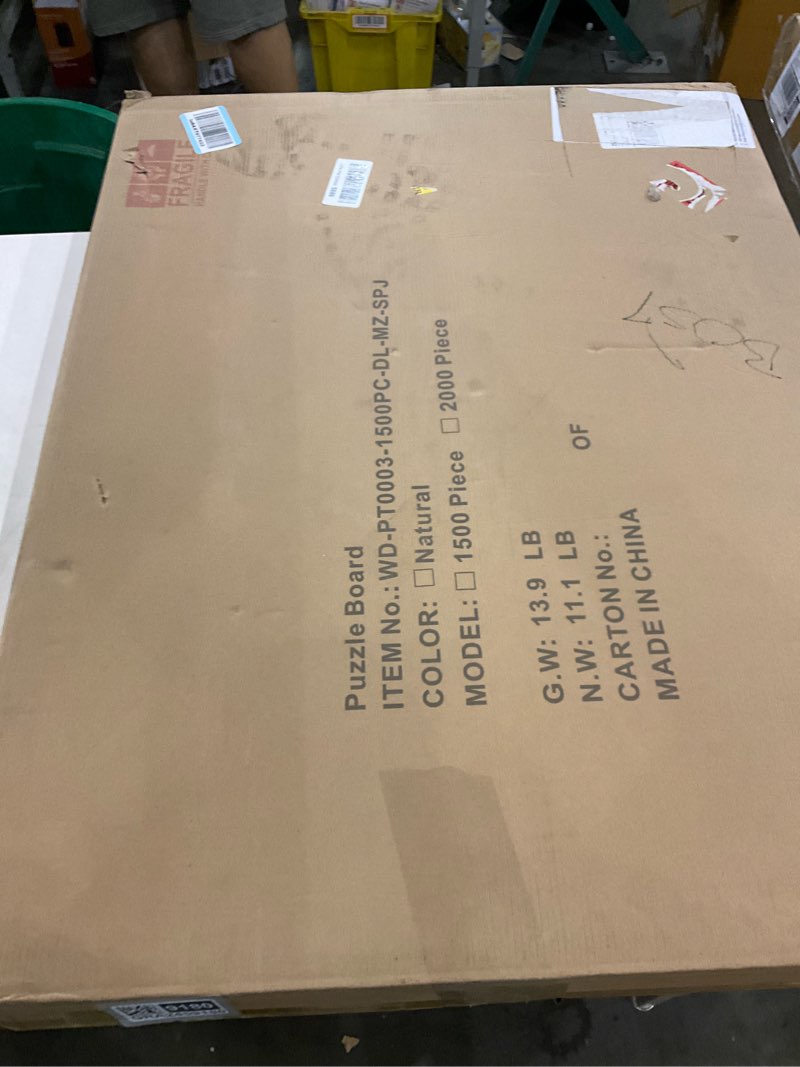 FRAGILE
Puzzle Board
ITEM No.: WD-PT0003-1500PC-DL-MZ-SPJ
COLOR: □ Natural
MODEL: □ 1500 Piece □ 2000 Piece
G.W: 13.9 LB
N.W: 11.1 LB
CARTON No.: OF
MADE IN CHINA
9180